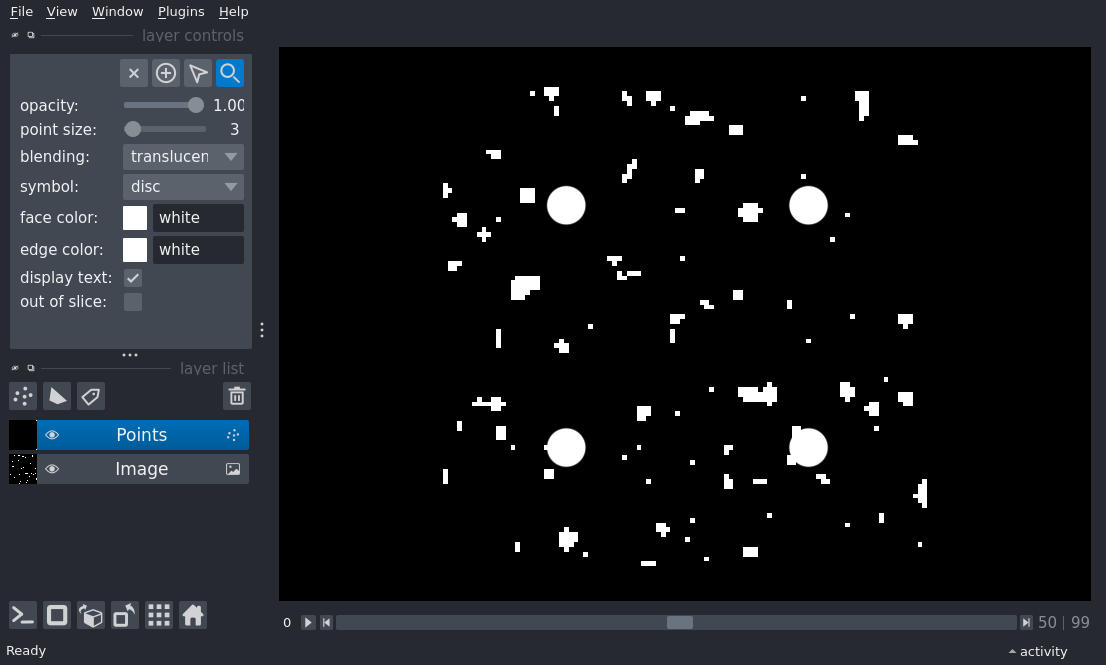 File View Window Plugins Help
layer controls
opacity: 1.00
point size: 3
blending: translucen
symbol: disc
face color: white
edge color: white
display text:
out of slice:
layer list
Points
Image
0 50 | 99
Ready activity